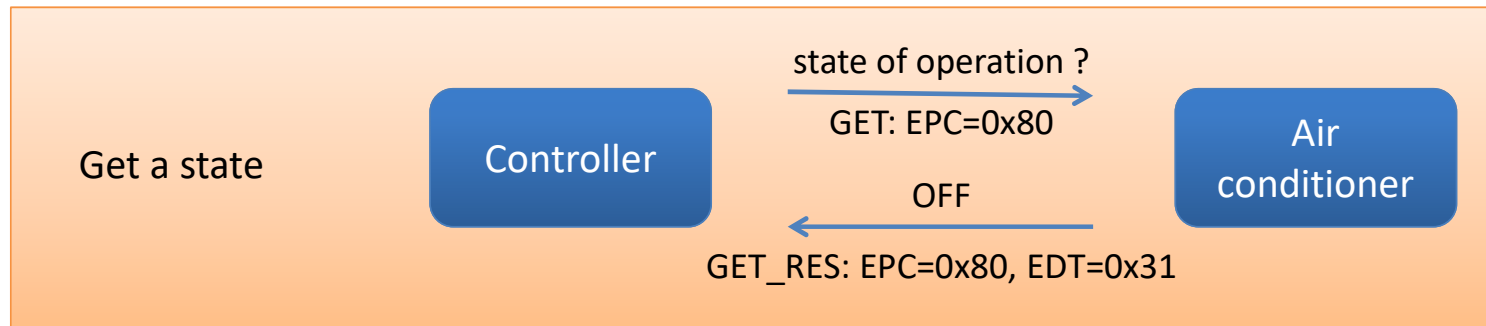 Get a state
Controller
state of operation ?
GET: EPC=0x80
OFF
GET_RES: EPC=0x80, EDT=0x31
Air
conditioner